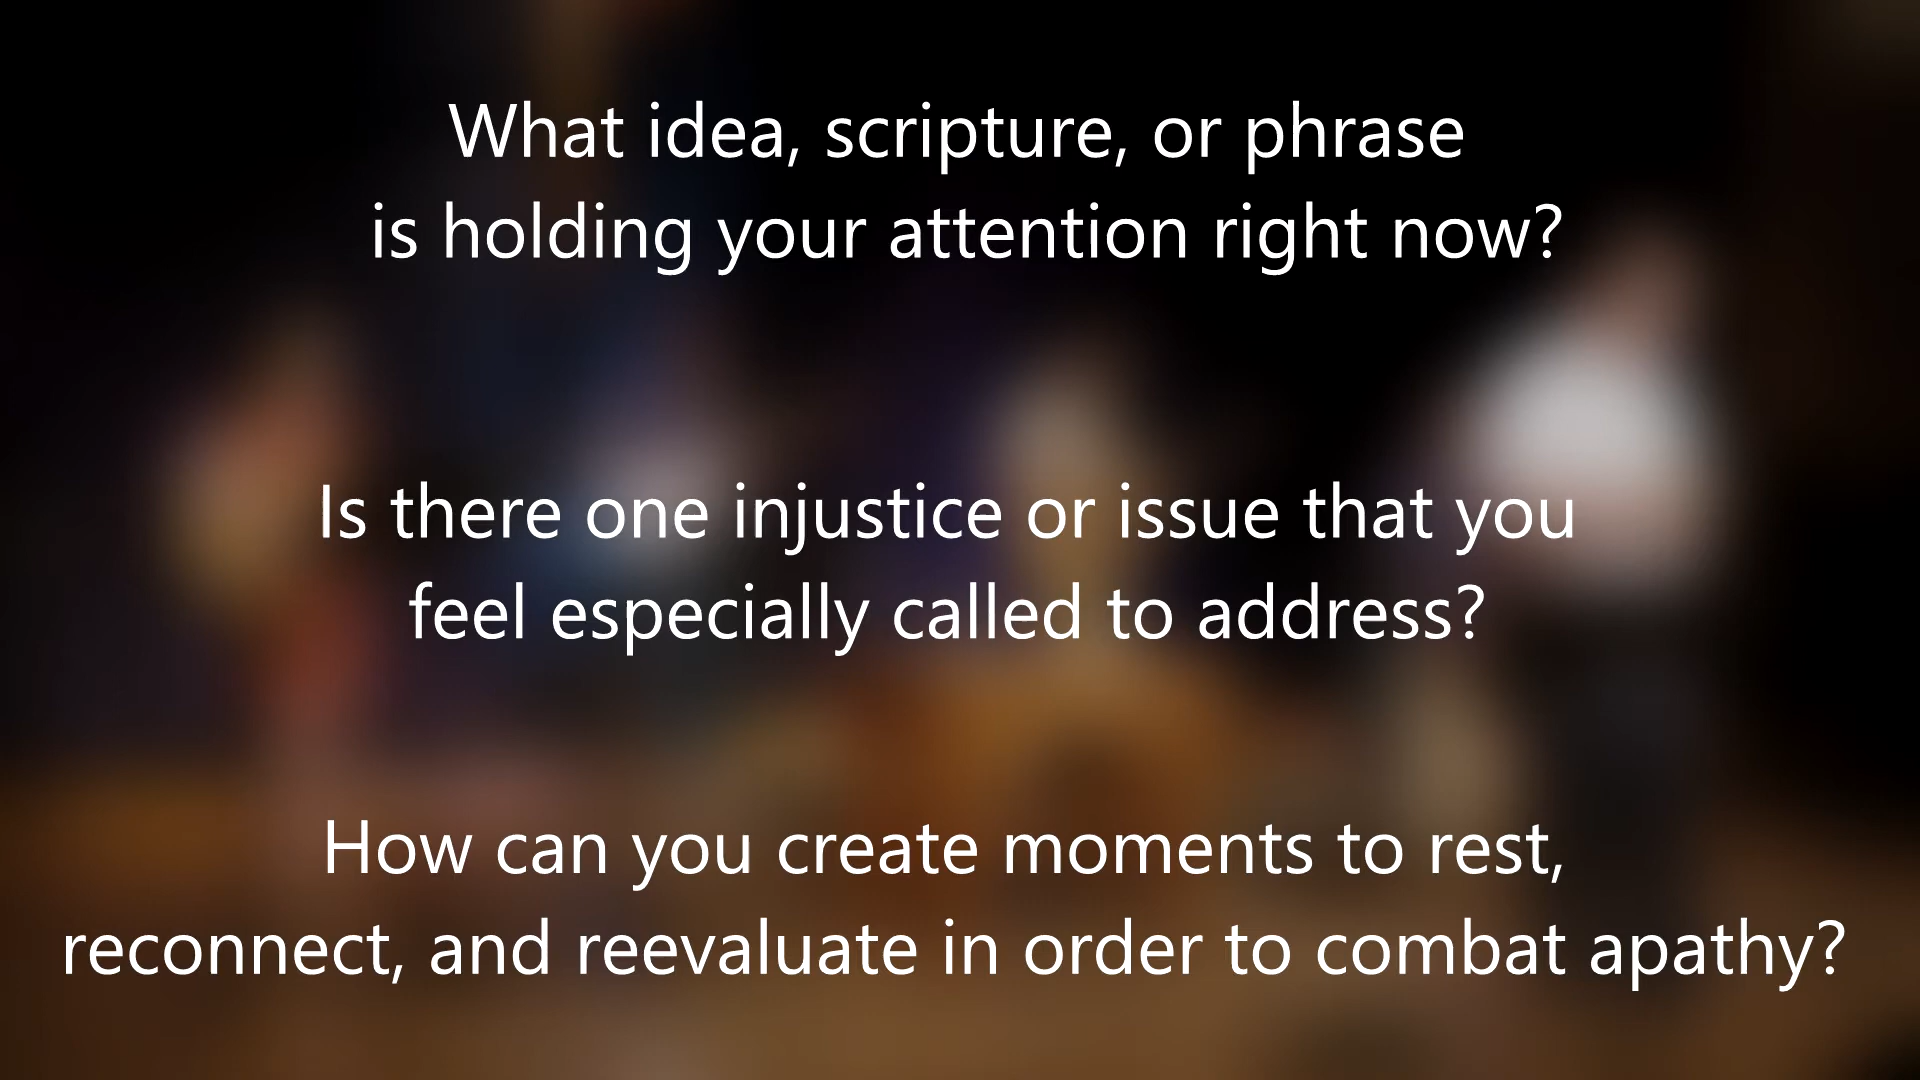 What idea, scripture, or phrase
is holding your attention right now?
Is there one injustice or issue that you
feel especially called to address?
How can you create moments to rest,
reconnect, and reevaluate in order to combat apathy?